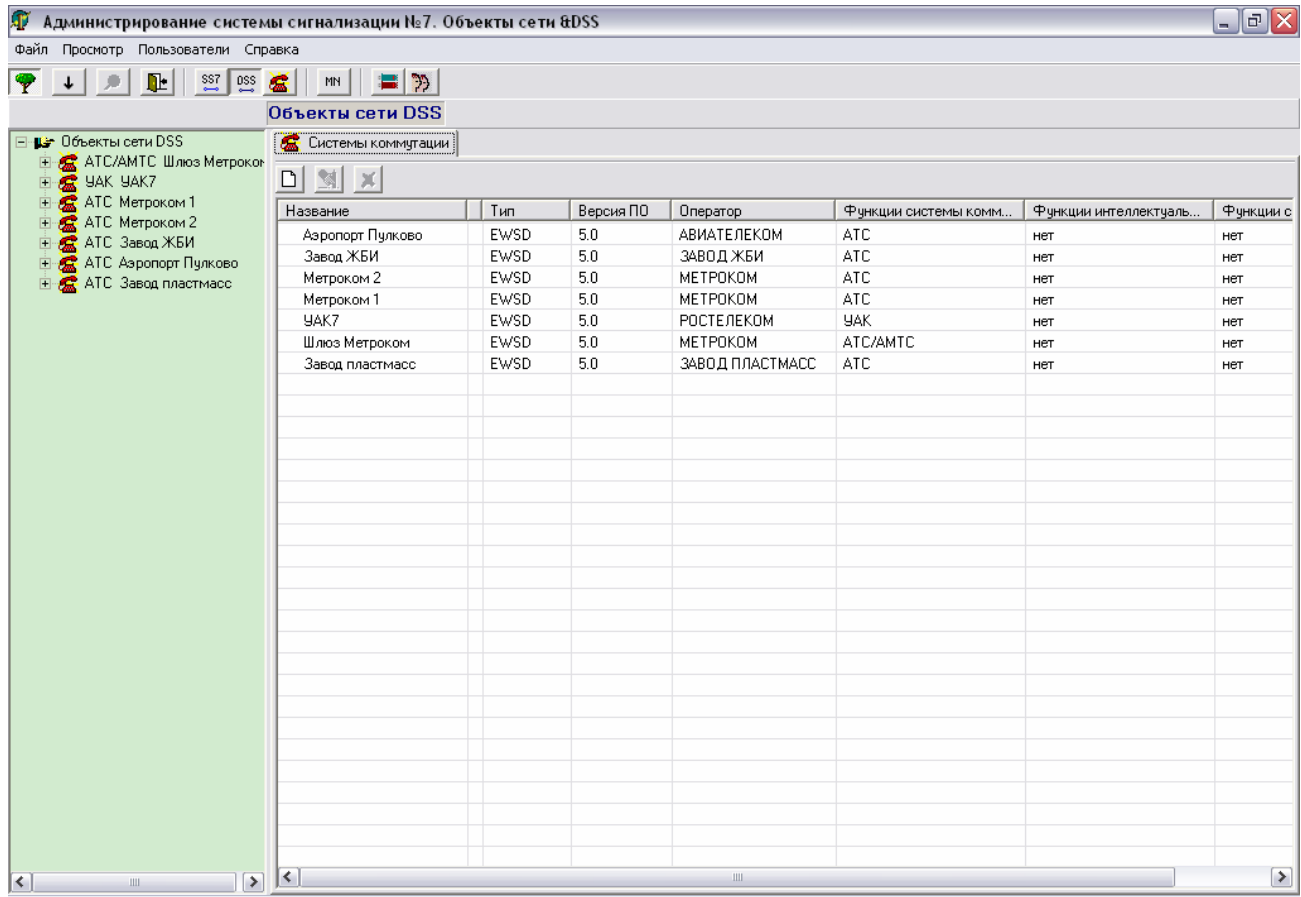 Администрирование системы сигнализации №7. Объекты сети &DSS
Файл Просмотр Пользователи Справка
SS7 DSS MN
Объекты сети DSS
Объекты сети DSS
АТС/АМТС Шлюз Метроком
УАК УАК7
АТС Метроком 1
АТС Метроком 2
АТС Завод ЖБИ
АТС Аэропорт Пулково
АТС Завод пластмасс
Системы коммутации
Название Тип Версия ПО Оператор Функции системы комм... Функции интеллектуаль... Функции с
Аэропорт Пулково EWSD 5.0 АВИАТЕЛЕКОМ АТС нет нет
Завод ЖБИ EWSD 5.0 ЗАВОД ЖБИ АТС нет нет
Метроком 2 EWSD 5.0 МЕТРОКОМ АТС нет нет
Метроком 1 EWSD 5.0 МЕТРОКОМ АТС нет нет
УАК7 EWSD 5.0 РОСТЕЛЕКОМ УАК нет нет
Шлюз Метроком EWSD 5.0 МЕТРОКОМ АТС/АМТС нет нет
Завод пластмасс EWSD 5.0 ЗАВОД ПЛАСТМАСС АТС нет нет